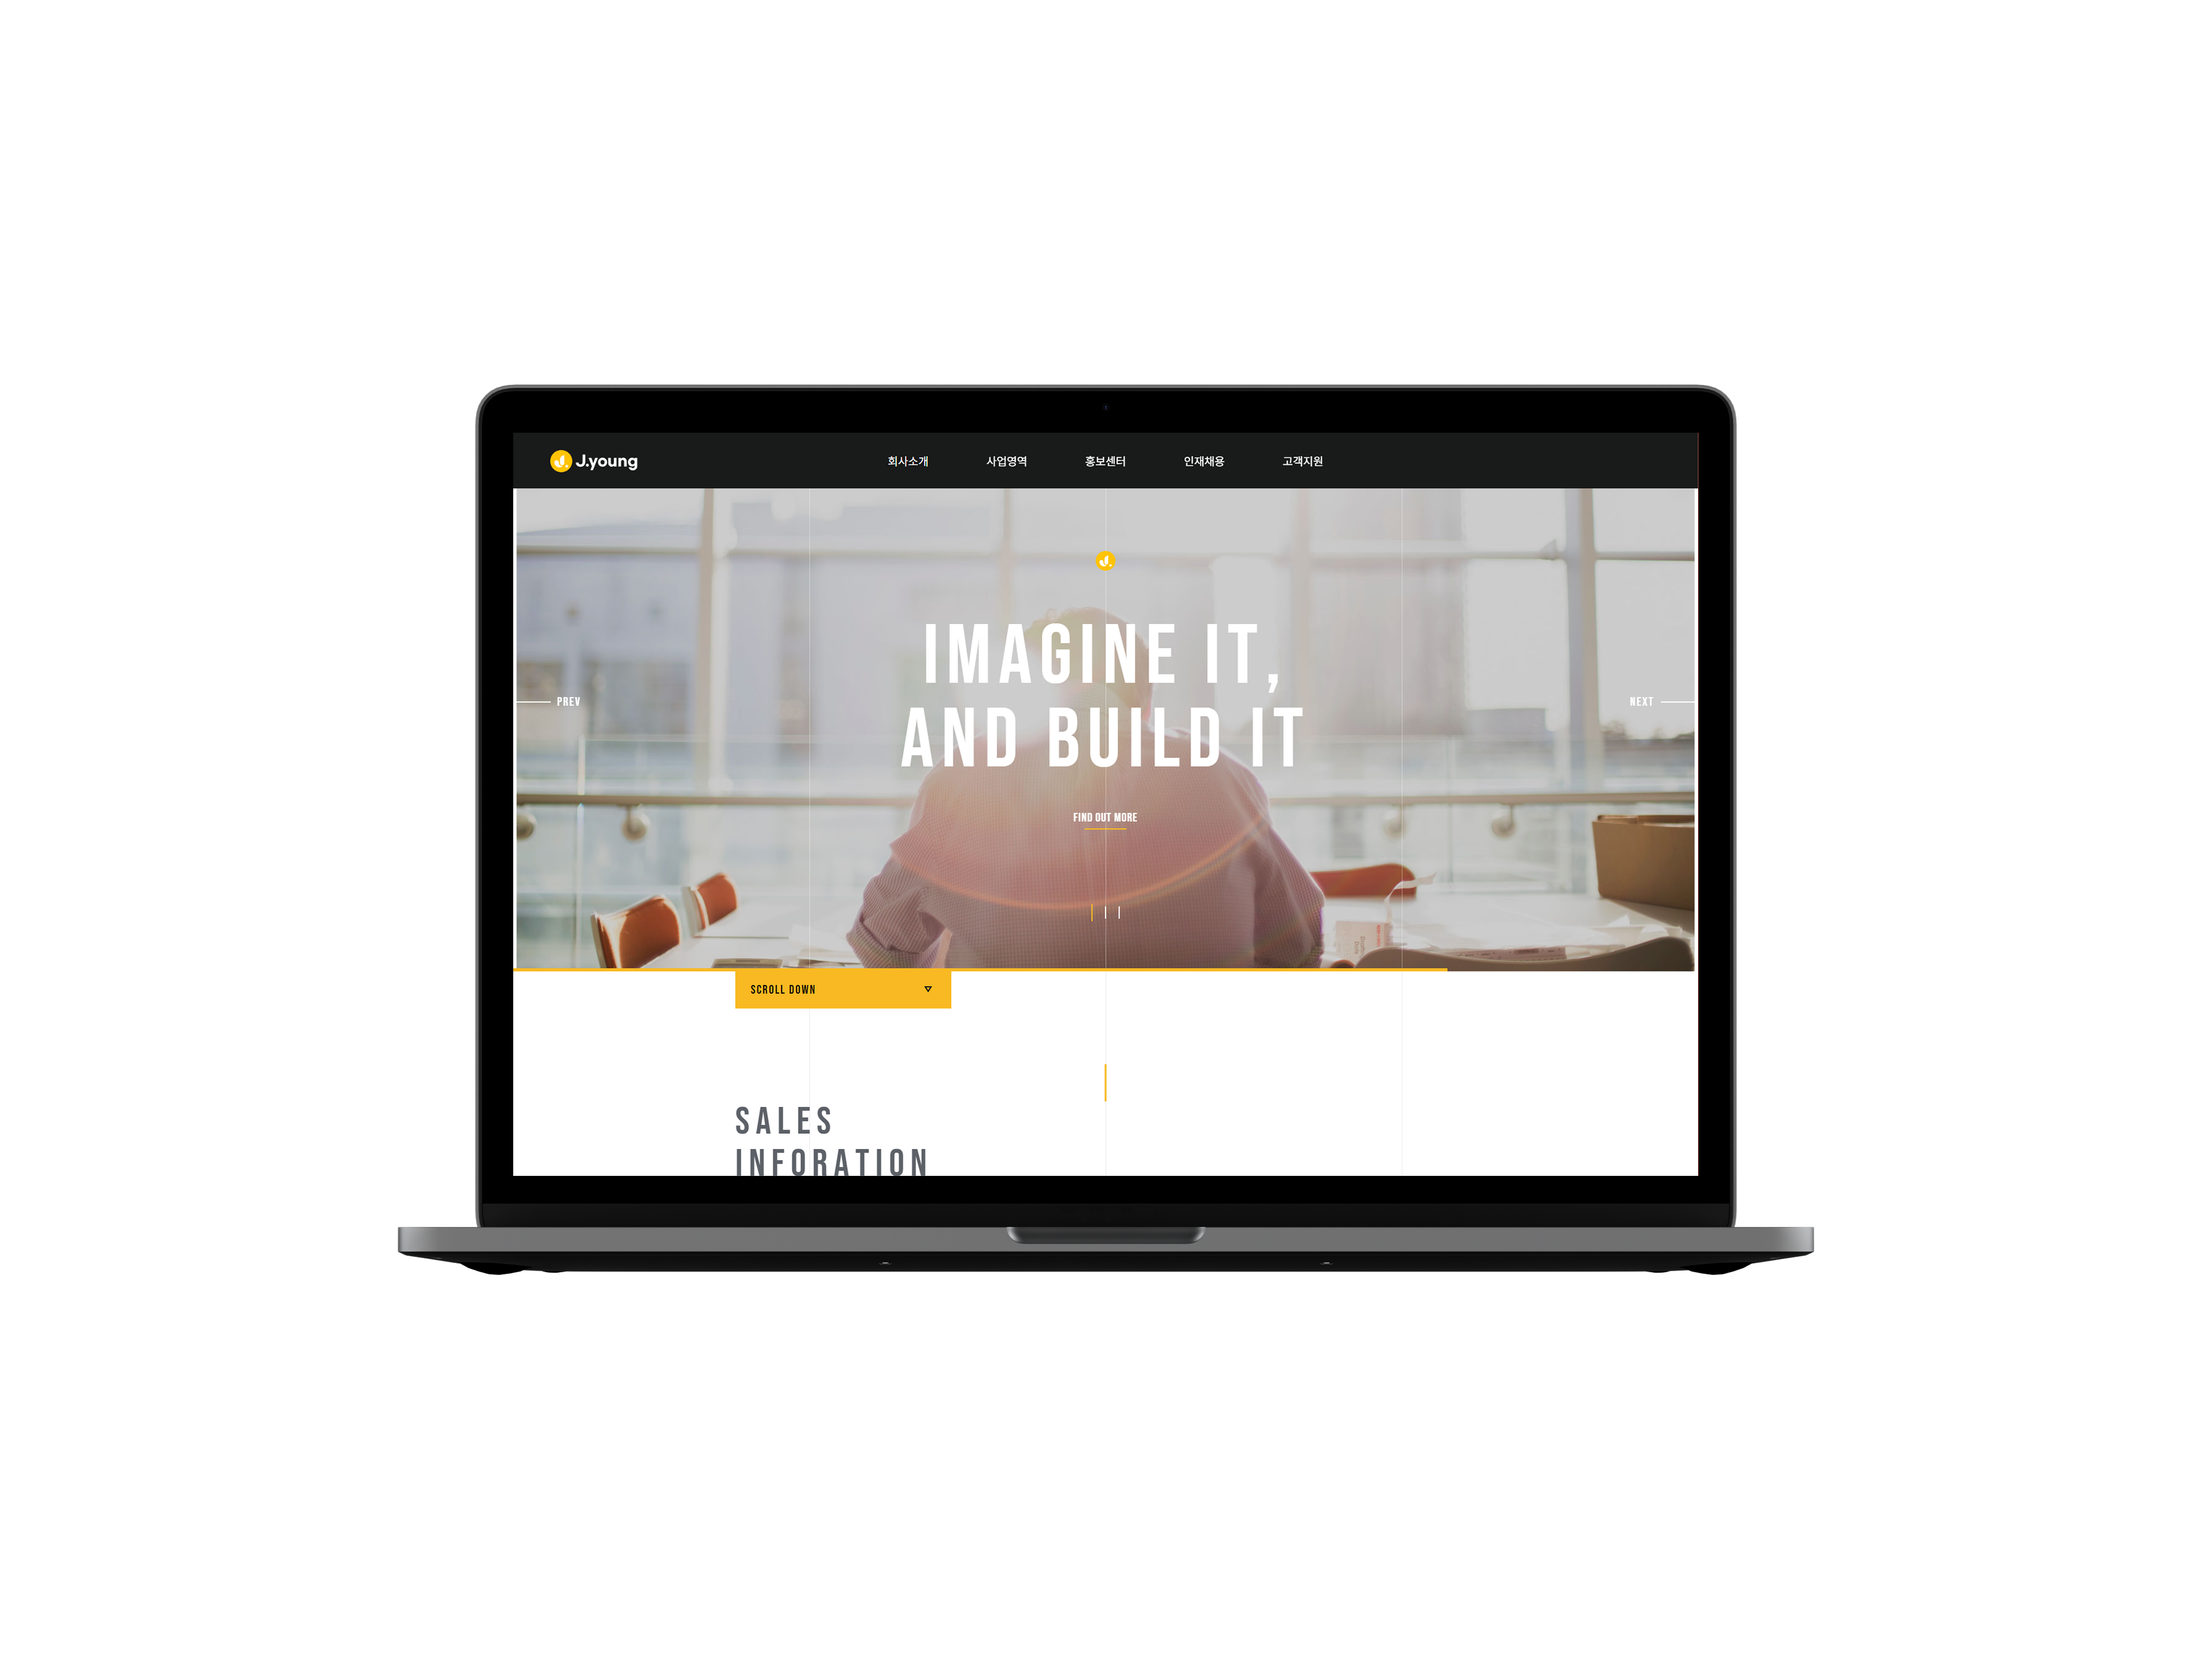 J.young
회사소개 사업영역 홍보센터 인재채용 고객지원
IMAGINE IT,
AND BUILD IT
PREV
NEXT
FIND OUT MORE
SCROLL DOWN
SALES
INFORATION